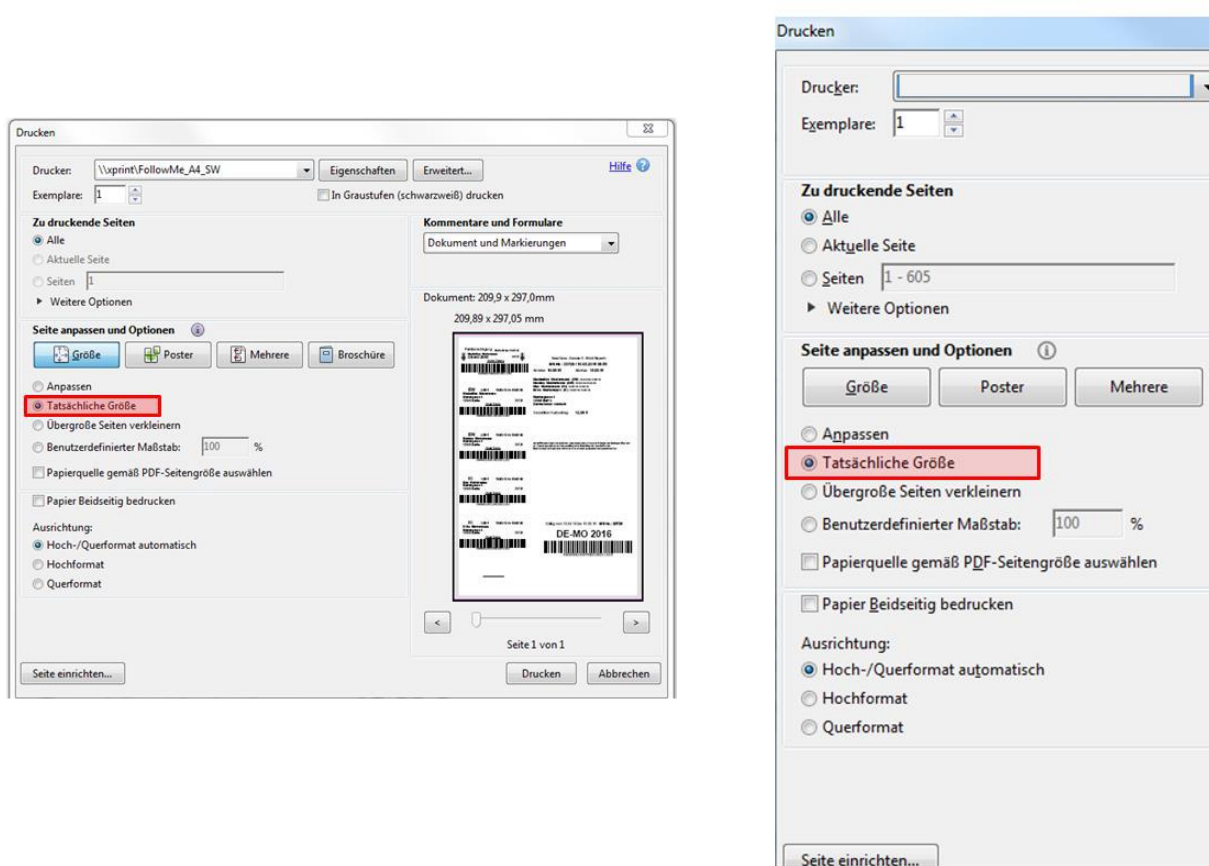 Drucken
Drucker: \\xprint\FollowMe_A4_SW Eigenschaften Erweitert... Hilfe
Exemplare: 1 In Graustufen (schwarzweiß) drucken
Zu druckende Seiten
Alle
Aktuelle Seite
Seiten 1
Weitere Optionen
Kommentare und Formulare
Dokument und Markierungen
Seite anpassen und Optionen
Größe Poster Mehrere Broschüre
Anpassen
Tatsächliche Größe
Übergroße Seiten verkleinern
Benutzerdefinierter Maßstab: 100 %
Papierquelle gemäß PDF-Seitengröße auswählen
Papier Beidseitig bedrucken
Ausrichtung:
Hoch-/Querformat automatisch
Hochformat
Querformat
Dokument: 209,9 x 297,0mm
209,89 x 297,05 mm
DE-MO 2016
< >
Seite 1 von 1
Seite einrichten... Drucken Abbrechen
Drucken
Drucker:
Exemplare: 1
Zu druckende Seiten
Alle
Aktuelle Seite
Seiten 1 - 605
Weitere Optionen
Seite anpassen und Optionen
Größe Poster Mehrere
Anpassen
Tatsächliche Größe
Übergroße Seiten verkleinern
Benutzerdefinierter Maßstab: 100 %
Papierquelle gemäß PDF-Seitengröße auswählen
Papier Beidseitig bedrucken
Ausrichtung:
Hoch-/Querformat automatisch
Hochformat
Querformat
Seite einrichten...